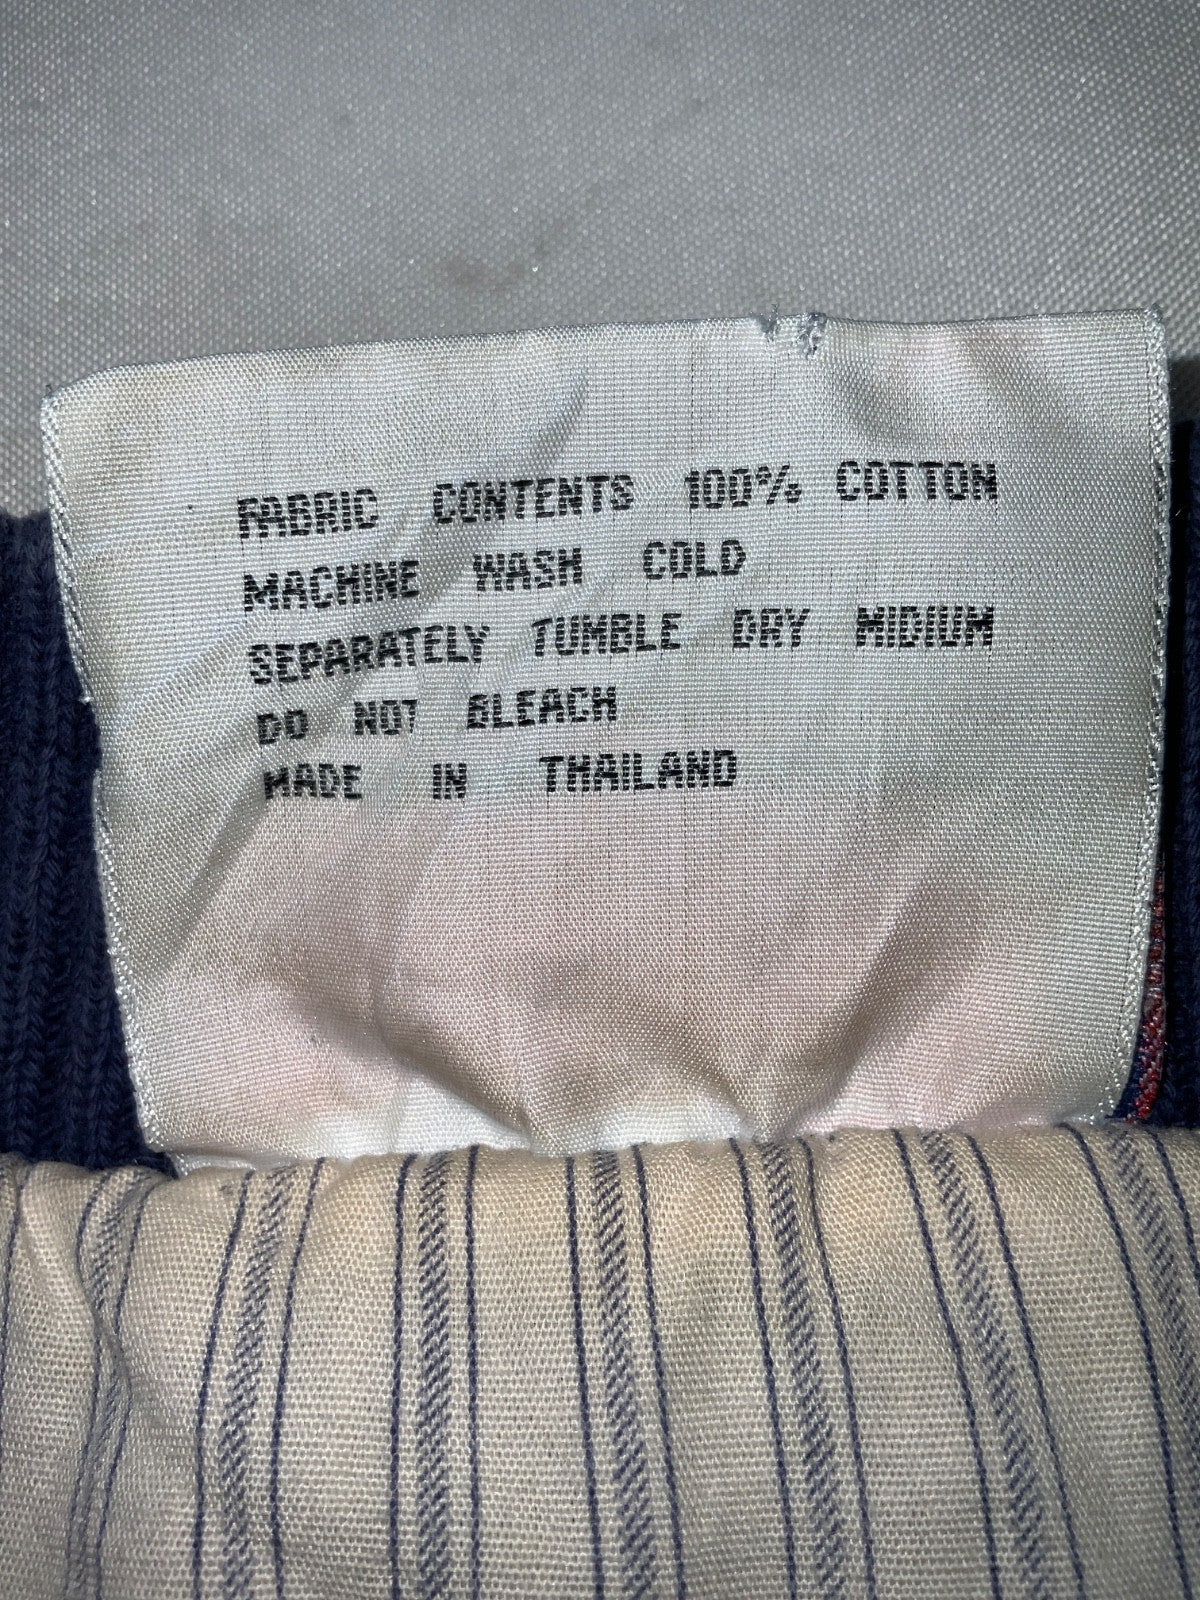 FABRIC CONTENTS 100% COTTON
MACHINE WASH COLD
SEPARATELY TUMBLE DRY MIDIUM
DO NOT BLEACH
MADE IN THAILAND